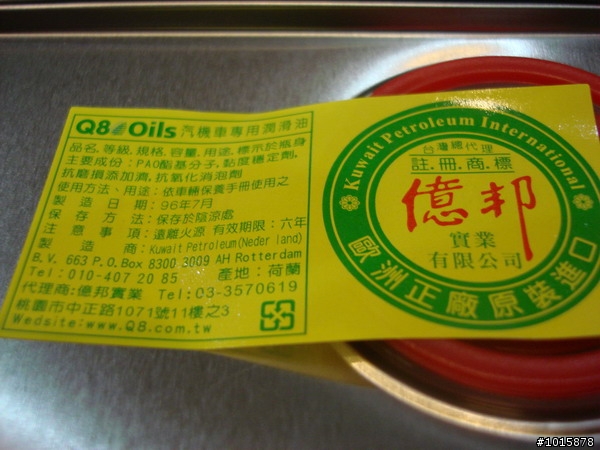 Q8 Oils 汽機車專用潤滑油
品名、等級、規格、容量、用途、標示於瓶身
主要成份：PAO酯基分子、黏度穩定劑、
抗磨損添加潤、抗氧化消泡劑
使用方法、用途：依車輛保養手冊使用之
製造日期：96年7月
保存方法：保存於陰涼處
注意事項：遠離火源 有效期限：六年
製造商：Kuwait Petroleum(Neder land)
B.V. 663 P.O.Box 8300 3009 AH Rotterdam
Tel:010-407 20 85 產地：荷蘭
代理商：億邦實業 Tel:03-3570619
桃園市中正路1071號11樓之3
Wedsite:www.Q8.com.tw
Kuwait Petroleum International
台灣總代理
註.冊.商.標
億邦
實業
有限公司
歐洲正廠原裝進口
#1015878